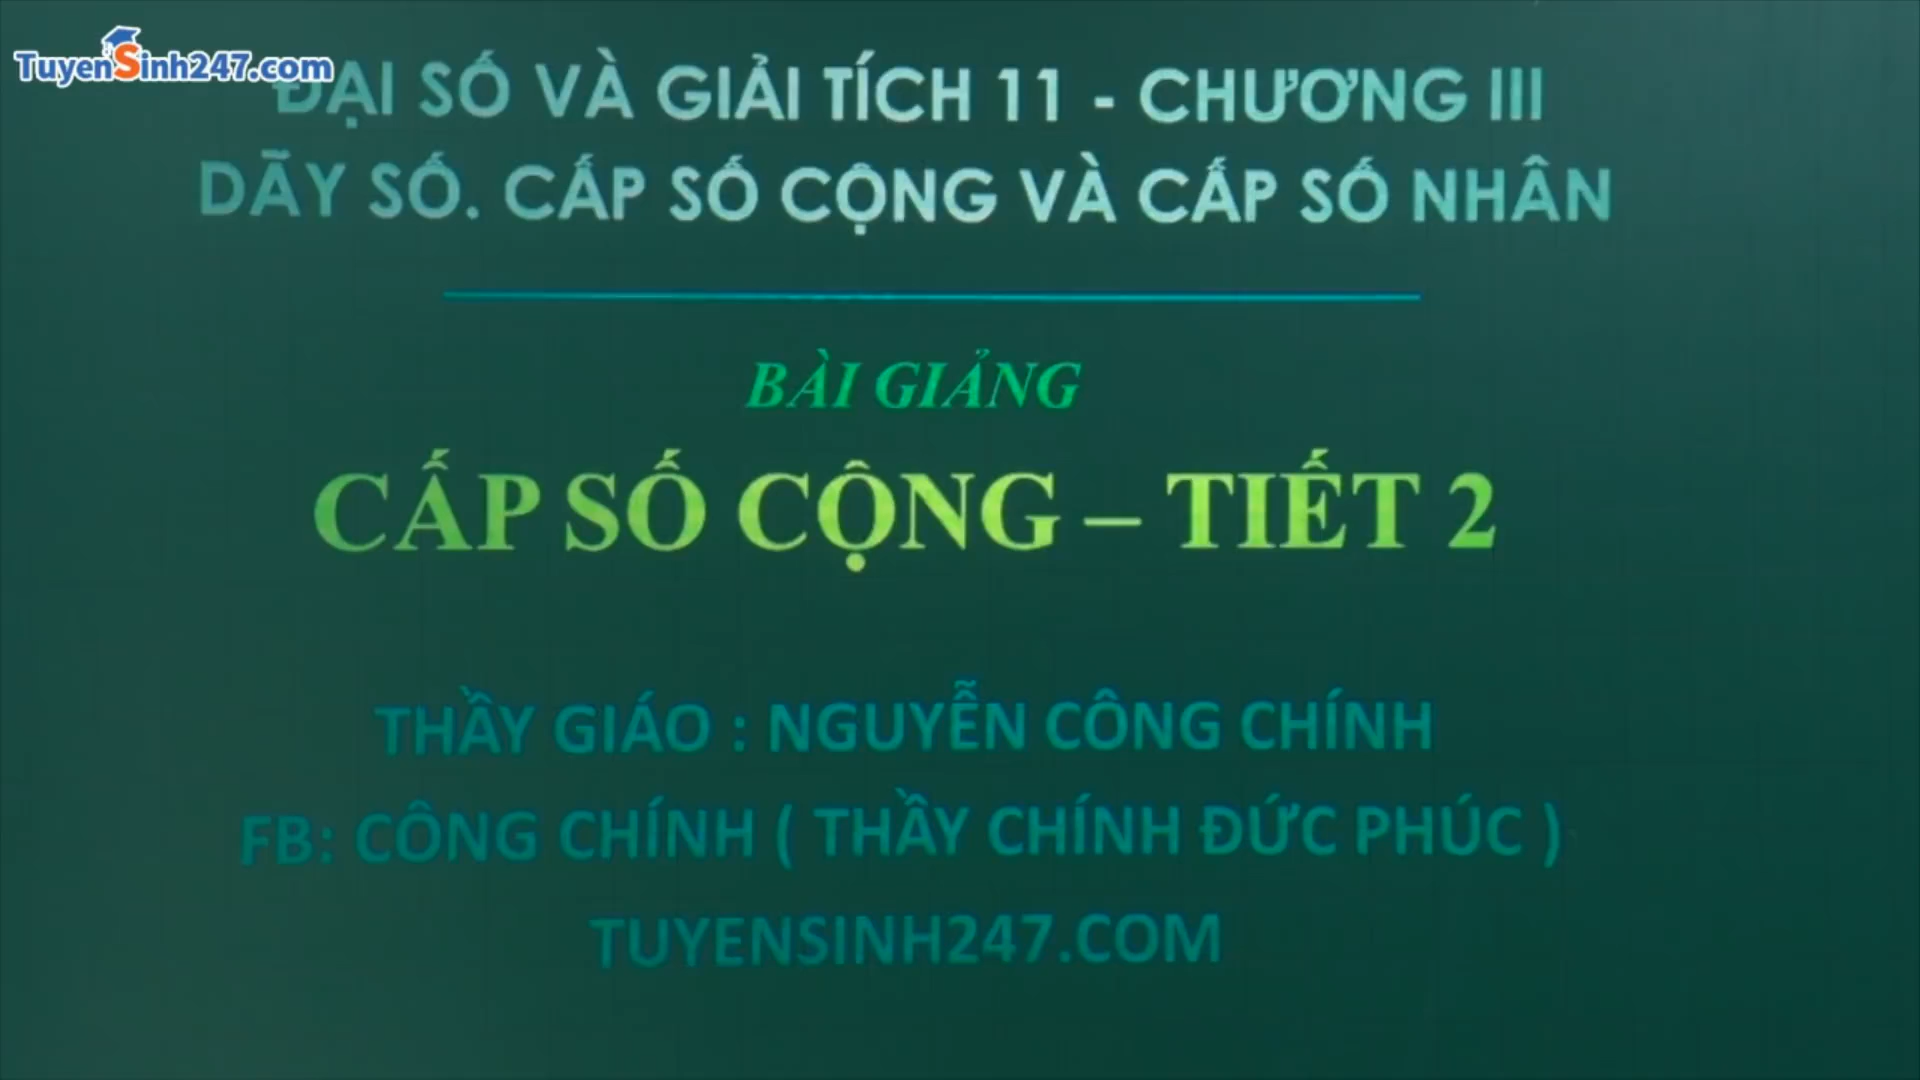 TuyenSinh247.com
ĐẠI SỐ VÀ GIẢI TÍCH 11 - CHƯƠNG III
DÃY SỐ. CẤP SỐ CỘNG VÀ CẤP SỐ NHÂN
BÀI GIẢNG
CẤP SỐ CỘNG – TIẾT 2
THẦY GIÁO : NGUYỄN CÔNG CHÍNH
FB: CÔNG CHÍNH ( THẦY CHÍNH ĐỨC PHÚC )
TUYENSINH247.COM